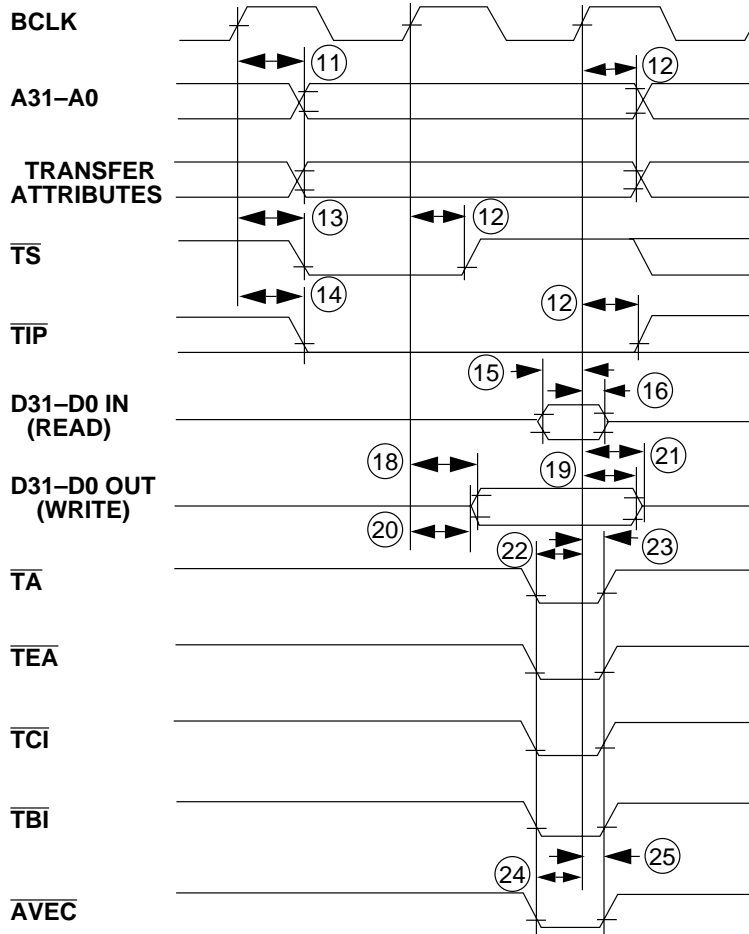 BCLK
11
12
A31–A0
TRANSFER
ATTRIBUTES
13
12
TS
14
12
TIP
15
16
D31–D0 IN
(READ)
18
21
19
D31–D0 OUT
(WRITE)
20
22
23
TA
TEA
TCI
TBI
24
25
AVEC